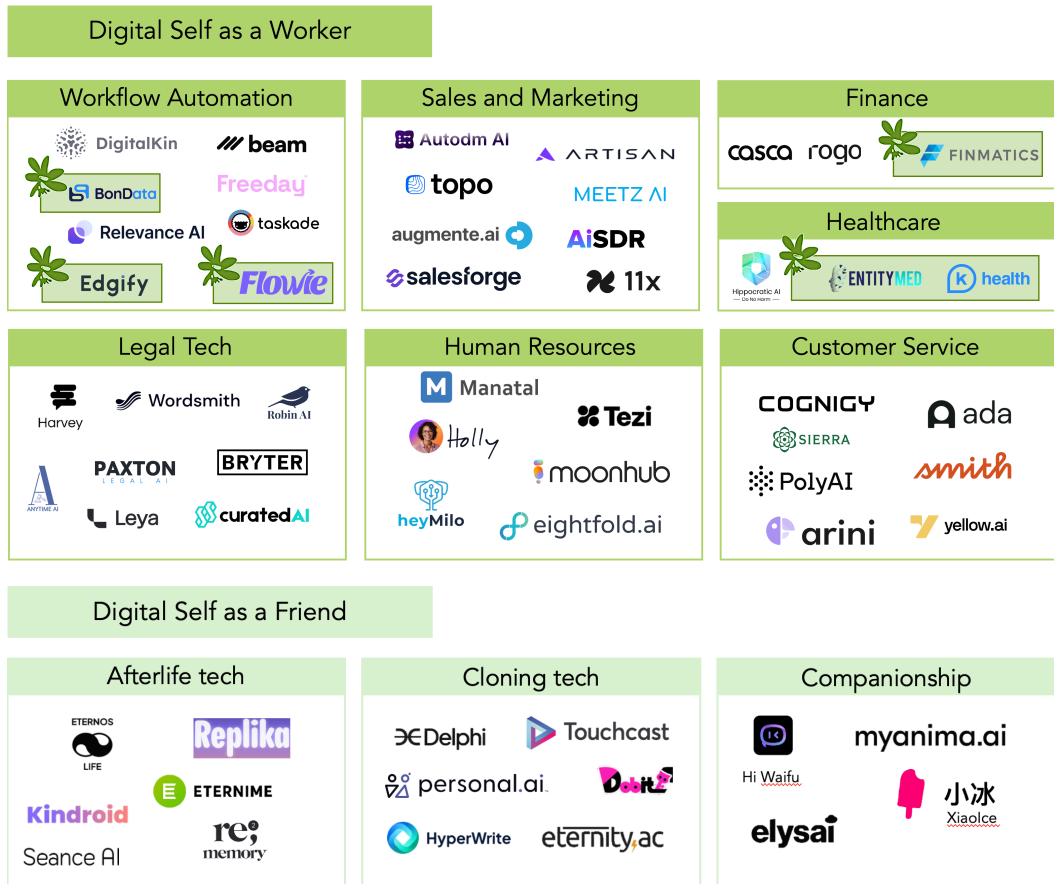 Digital Self as a Worker
Workflow Automation
DigitalKin
beam
BonData
Freeday
Relevance AI
taskade
Edgify
Flowie
Sales and Marketing
Autodm AI
ARTISAN
topo
MEETZ AI
augmente.ai
AiSDR
salesforge
11x
Finance
casca
rogo
FINMATICS
Healthcare
Hippocratic AI
— Do No Harm —
ENTITYMED
K health
Legal Tech
Harvey
Wordsmith
Robin AI
A
ANYTIME AI
PAXTON
LEGAL AI
BRYTER
Leya
curatedAI
Human Resources
M Manatal
Tezi
Holly
moonhub
heyMilo
eightfold.ai
Customer Service
COGNIGY
ada
SIERRA
PolyAI
smith
arini
yellow.ai
Digital Self as a Friend
Afterlife tech
ETERNOS
LIFE
Replika
E ETERNIME
Kindroid
re;
memory
Seance AI
Cloning tech
Delphi
Touchcast
personal.ai
DobitZ
HyperWrite
eternity.ac
Companionship
Hi Waifu
myanima.ai
小冰
XiaoIce
elysai